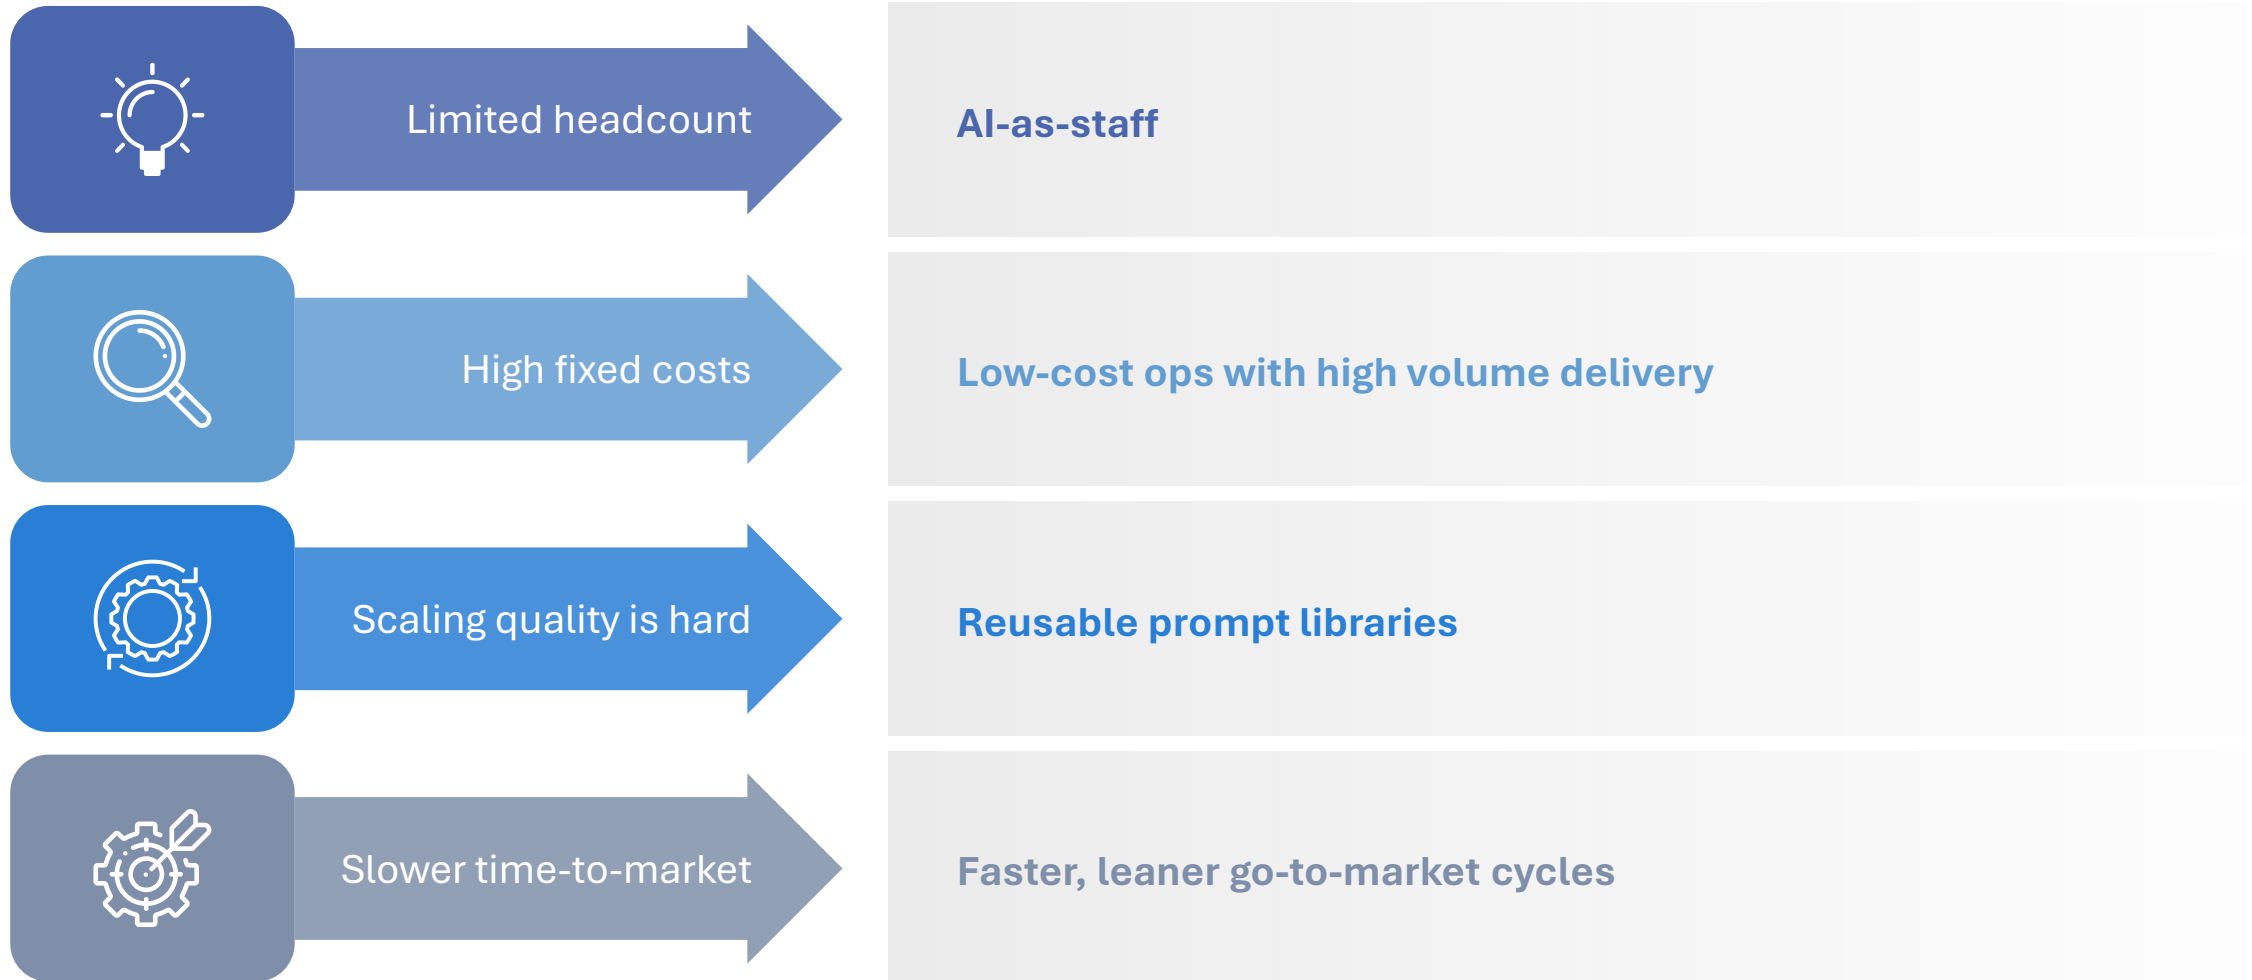 Limited headcount
AI-as-staff
High fixed costs
Low-cost ops with high volume delivery
Scaling quality is hard
Reusable prompt libraries
Slower time-to-market
Faster, leaner go-to-market cycles